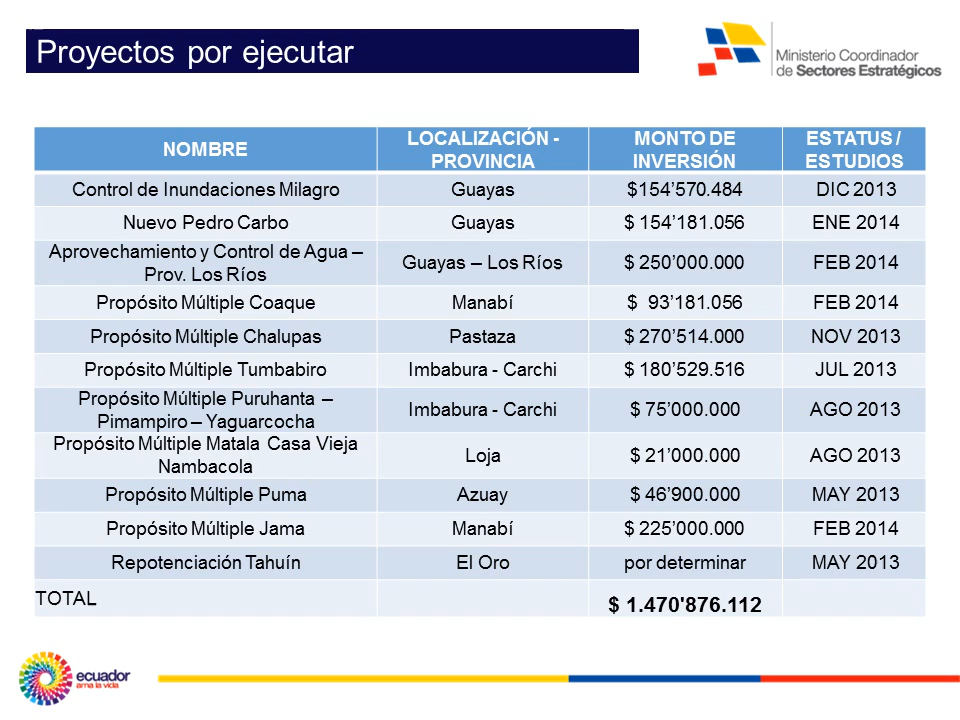 Proyectos por ejecutar
Ministerio Coordinador
de Sectores Estratégicos
NOMBRE
LOCALIZACIÓN -
PROVINCIA
MONTO DE
INVERSIÓN
ESTATUS /
ESTUDIOS
Control de Inundaciones Milagro
Guayas
$154’570.484
DIC 2013
Nuevo Pedro Carbo
Guayas
$ 154’181.056
ENE 2014
Aprovechamiento y Control de Agua –
Prov. Los Ríos
Guayas – Los Ríos
$ 250’000.000
FEB 2014
Propósito Múltiple Coaque
Manabí
$  93’181.056
FEB 2014
Propósito Múltiple Chalupas
Pastaza
$ 270’514.000
NOV 2013
Propósito Múltiple Tumbabiro
Imbabura - Carchi
$ 180’529.516
JUL 2013
Propósito Múltiple Puruhanta –
Pimampiro – Yaguarcocha
Imbabura - Carchi
$ 75’000.000
AGO 2013
Propósito Múltiple Matala Casa Vieja
Nambacola
Loja
$ 21’000.000
AGO 2013
Propósito Múltiple Puma
Azuay
$ 46’900.000
MAY 2013
Propósito Múltiple Jama
Manabí
$ 225’000.000
FEB 2014
Repotenciación Tahuín
El Oro
por determinar
MAY 2013
TOTAL
$ 1.470'876.112
ecuador
ama la vida